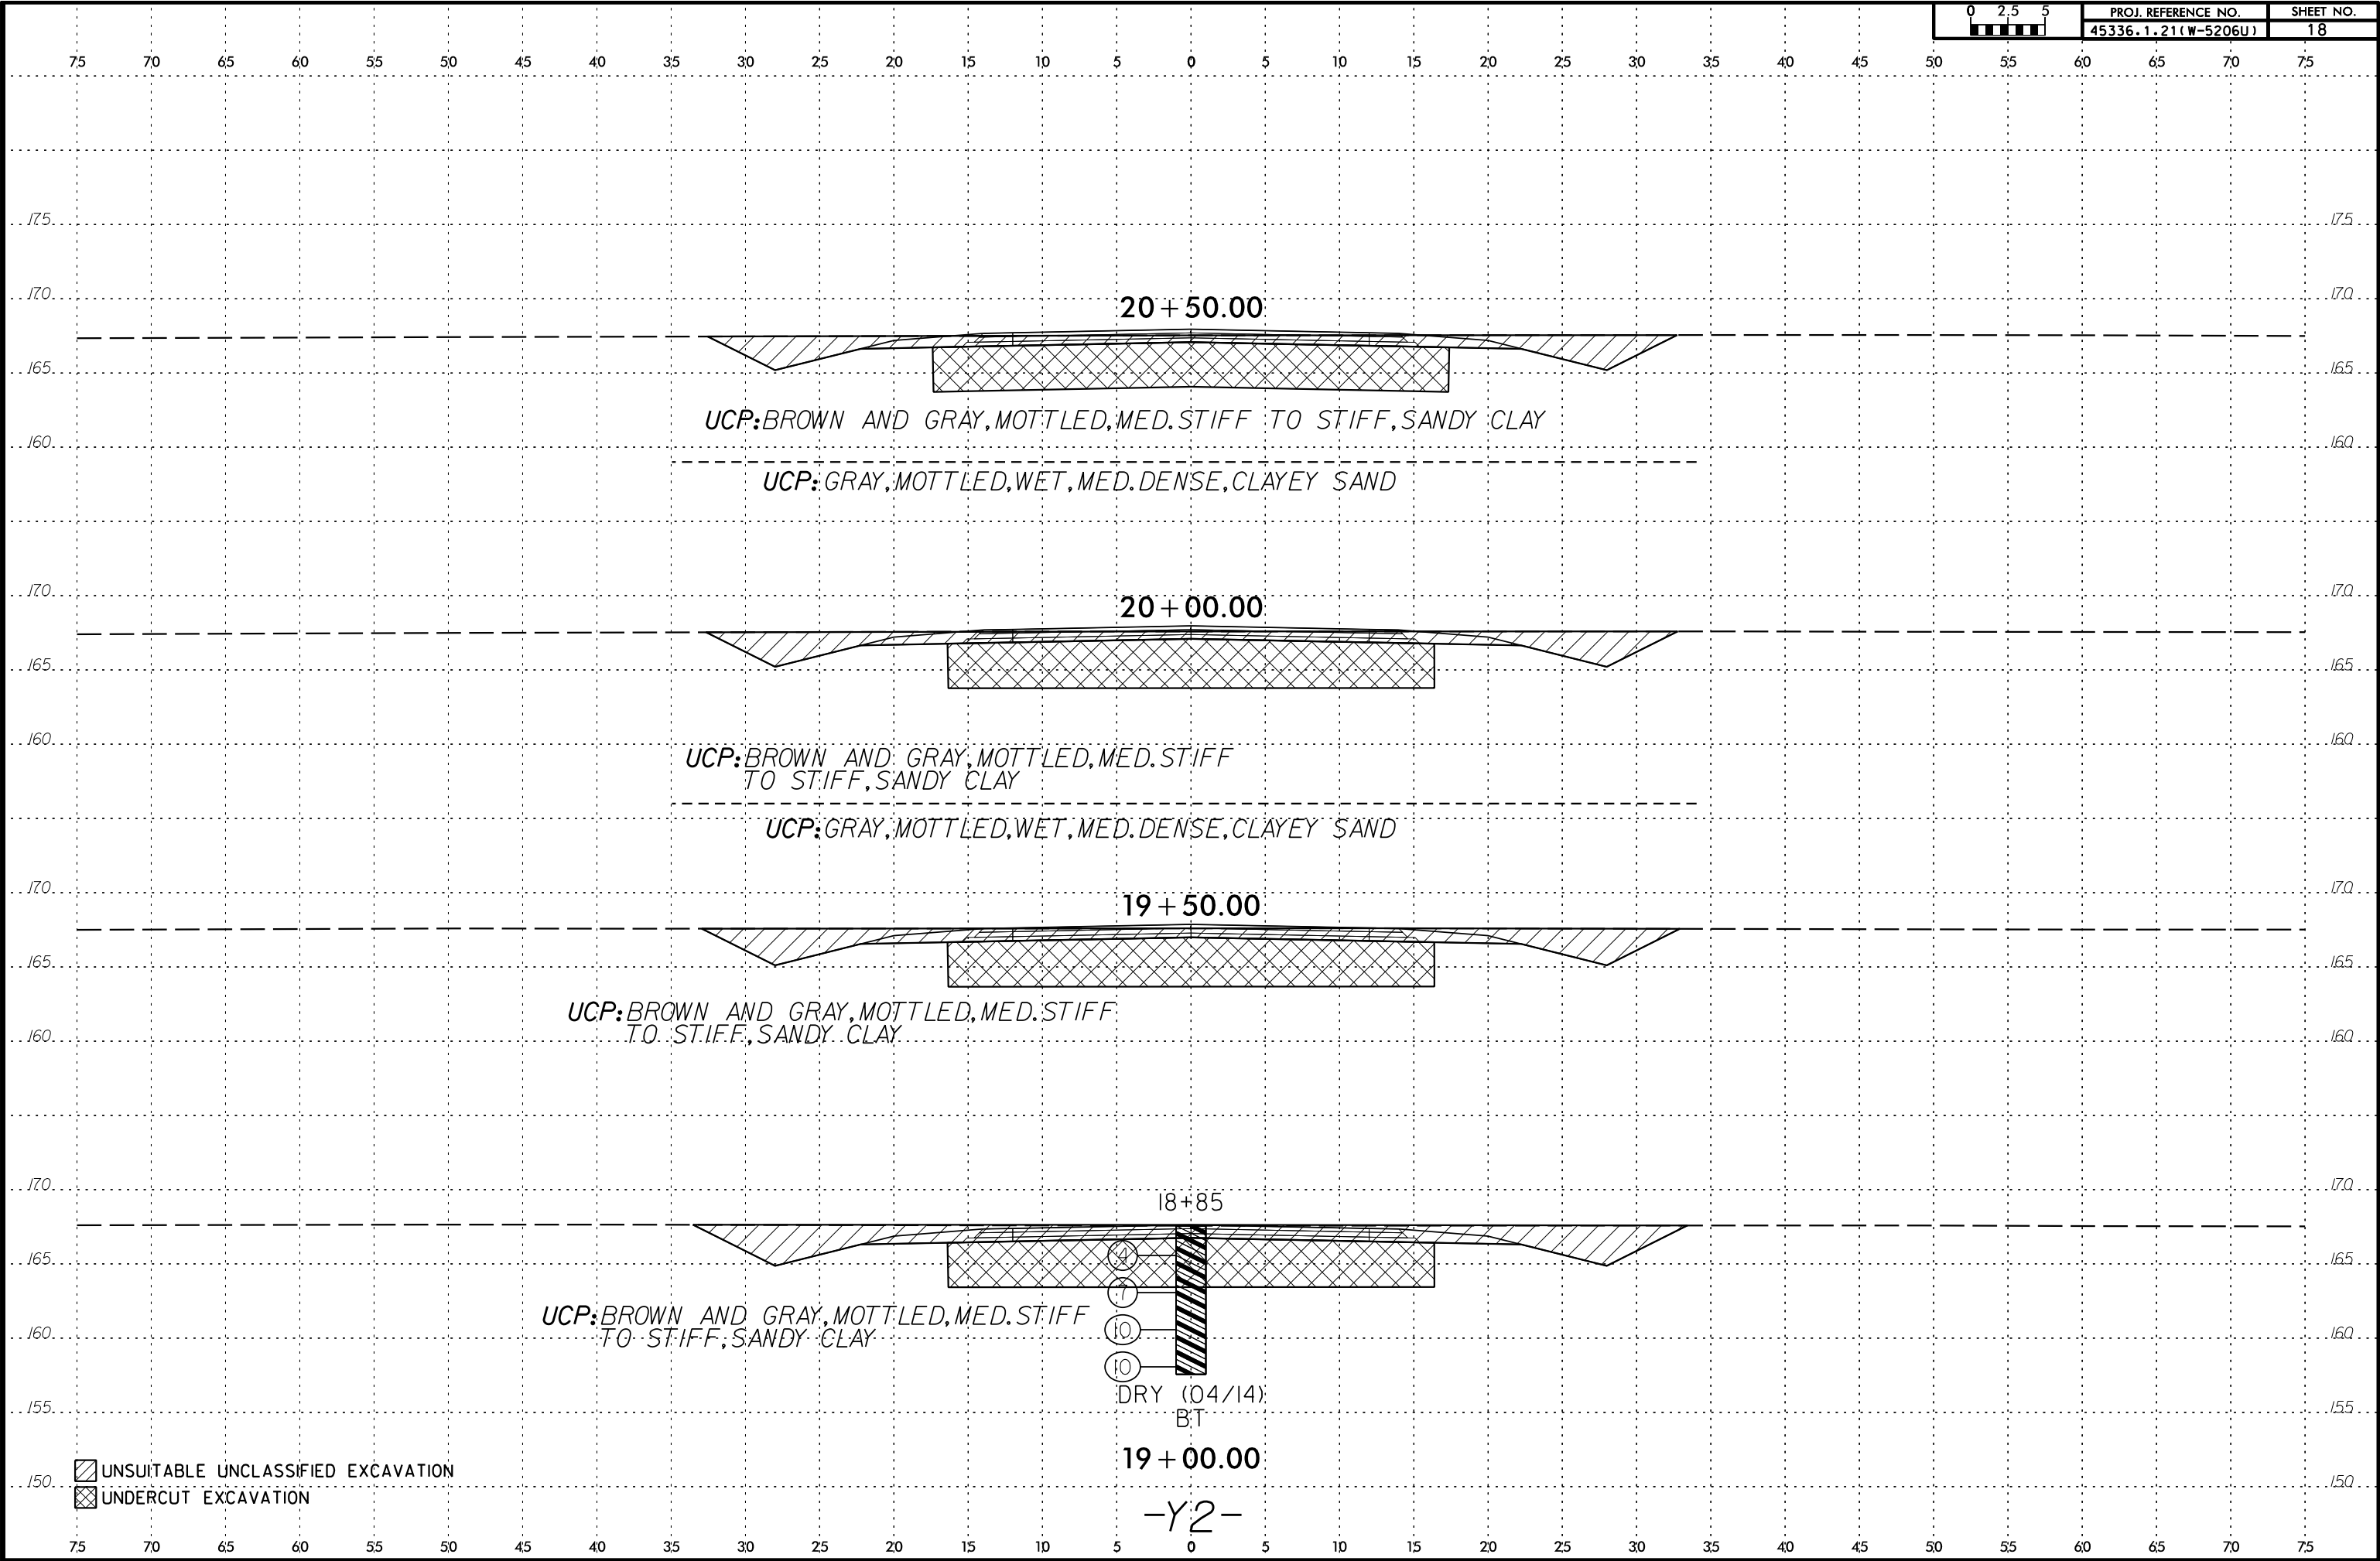 0 2.5 5
PROJ. REFERENCE NO.
SHEET NO.
45336.1.21(W-5206U)
18
75 70 65 60 55 50 45 40 35 30 25 20 15 10 5 0 5 10 15 20 25 30 35 40 45 50 55 60 65 70 75
175 175
170 170
20+50.00
165 165
UCP: BROWN AND GRAY, MOTTLED, MED. STIFF TO STIFF, SANDY CLAY
160 160
UCP: GRAY, MOTTLED, WET, MED. DENSE, CLAYEY SAND
170 170
20+00.00
165 165
160 160
UCP: BROWN AND GRAY, MOTTLED, MED. STIFF
TO STIFF, SANDY CLAY
UCP: GRAY, MOTTLED, WET, MED. DENSE, CLAYEY SAND
170 170
19+50.00
165 165
UCP: BROWN AND GRAY, MOTTLED, MED. STIFF
TO STIFF, SANDY CLAY
160 160
170 170
18+85
4
165 165
7
UCP: BROWN AND GRAY, MOTTLED, MED. STIFF
TO STIFF, SANDY CLAY
10
160 160
10
DRY (04/14)
155 155
BT
19+00.00
UNSUITABLE UNCLASSIFIED EXCAVATION
150 150
UNDERCUT EXCAVATION
-Y2-
75 70 65 60 55 50 45 40 35 30 25 20 15 10 5 0 5 10 15 20 25 30 35 40 45 50 55 60 65 70 75